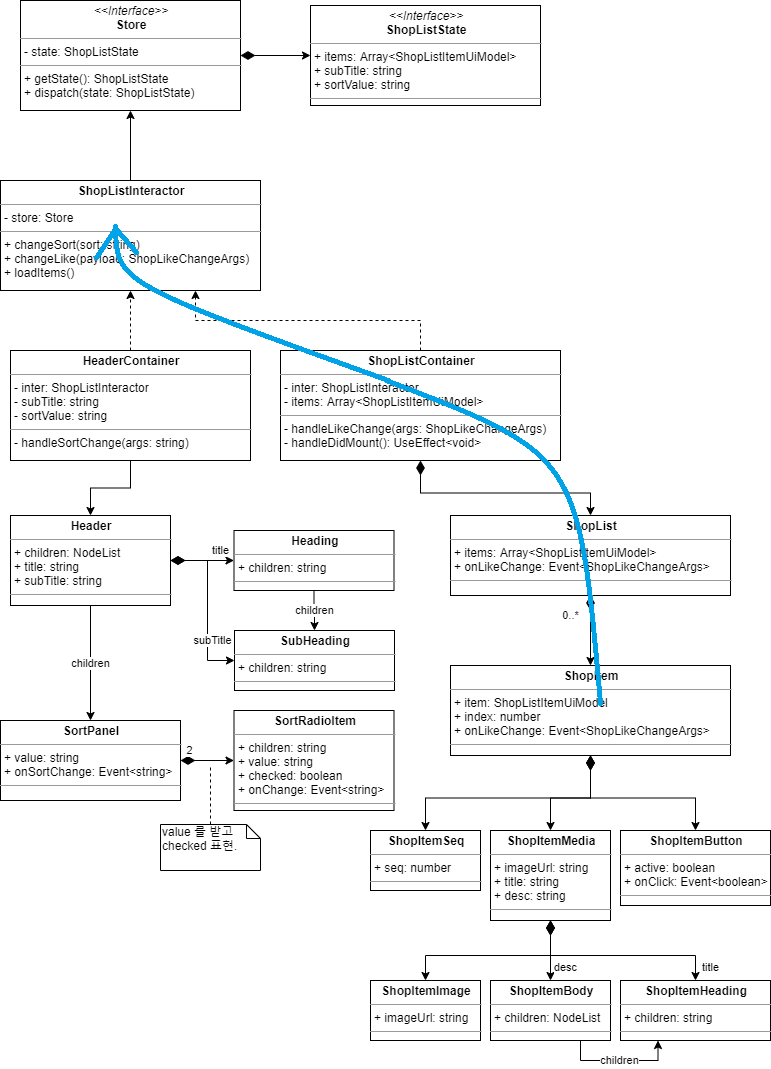 <<Interface>>
Store
- state: ShopListState
+ getState(): ShopListState
+ dispatch(state: ShopListState)
<<Interface>>
ShopListState
+ items: Array<ShopListItemUiModel>
+ subTitle: string
+ sortValue: string
ShopListInteractor
- store: Store
+ changeSort(sort: string)
+ changeLike(payload: ShopLikeChangeArgs)
+ loadItems()
HeaderContainer
- inter: ShopListInteractor
- subTitle: string
- sortValue: string
- handleSortChange(args: string)
ShopListContainer
- inter: ShopListInteractor
- items: Array<ShopListItemUiModel>
- handleLikeChange(args: ShopLikeChangeArgs)
- handleDidMount(): UseEffect<void>
Header
+ children: NodeList
+ title: string
+ subTitle: string
title
Heading
+ children: string
children
subTitle
SubHeading
+ children: string
ShopList
+ items: Array<ShopListItemUiModel>
+ onLikeChange: Event<ShopLikeChangeArgs>
0..*
children
ShopItem
+ item: ShopListItemUiModel
+ index: number
+ onLikeChange: Event<ShopLikeChangeArgs>
SortPanel
+ value: string
+ onSortChange: Event<string>
2
SortRadioItem
+ children: string
+ value: string
+ checked: boolean
+ onChange: Event<string>
value 를 받고
checked 표현.
ShopItemSeq
+ seq: number
ShopItemMedia
+ imageUrl: string
+ title: string
+ desc: string
ShopItemButton
+ active: boolean
+ onClick: Event<boolean>
desc
title
ShopItemImage
+ imageUrl: string
ShopItemBody
+ children: NodeList
ShopItemHeading
+ children: string
children